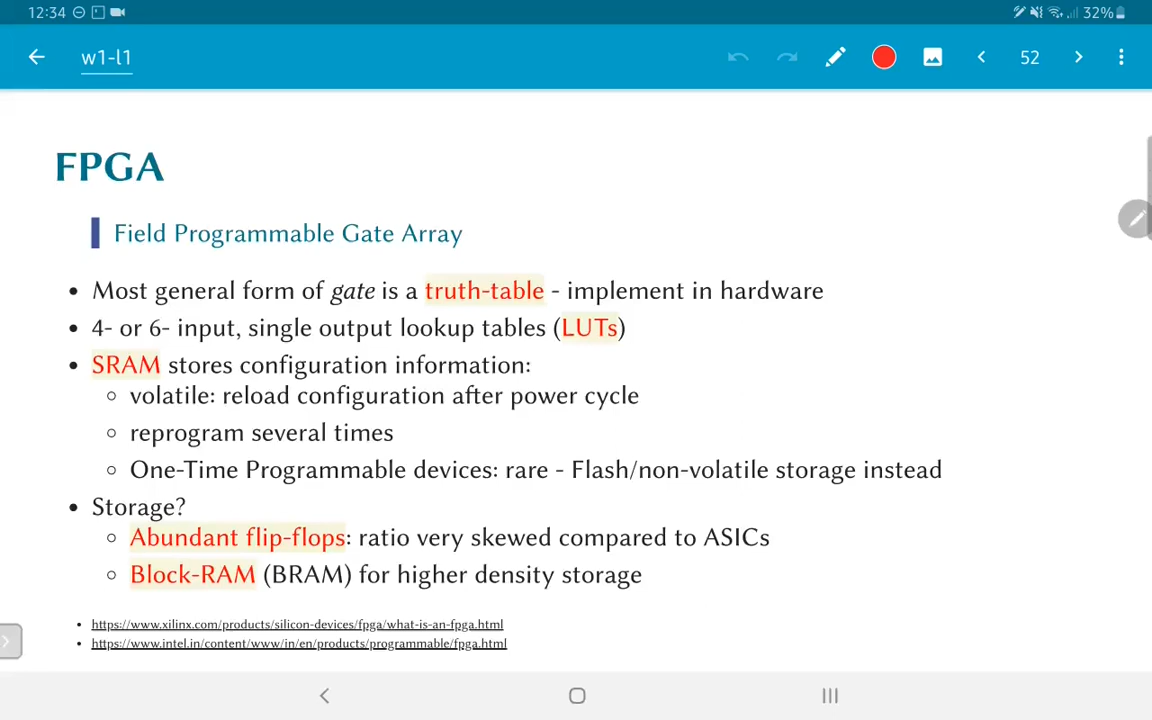 12:34
32%
w1-l1
52
FPGA
Field Programmable Gate Array
• Most general form of gate is a truth-table - implement in hardware
• 4- or 6- input, single output lookup tables (LUTs)
• SRAM stores configuration information:
◦ volatile: reload configuration after power cycle
◦ reprogram several times
◦ One-Time Programmable devices: rare - Flash/non-volatile storage instead
• Storage?
◦ Abundant flip-flops: ratio very skewed compared to ASICs
◦ Block-RAM (BRAM) for higher density storage
• https://www.xilinx.com/products/silicon-devices/fpga/what-is-an-fpga.html
• https://www.intel.in/content/www/in/en/products/programmable/fpga.html